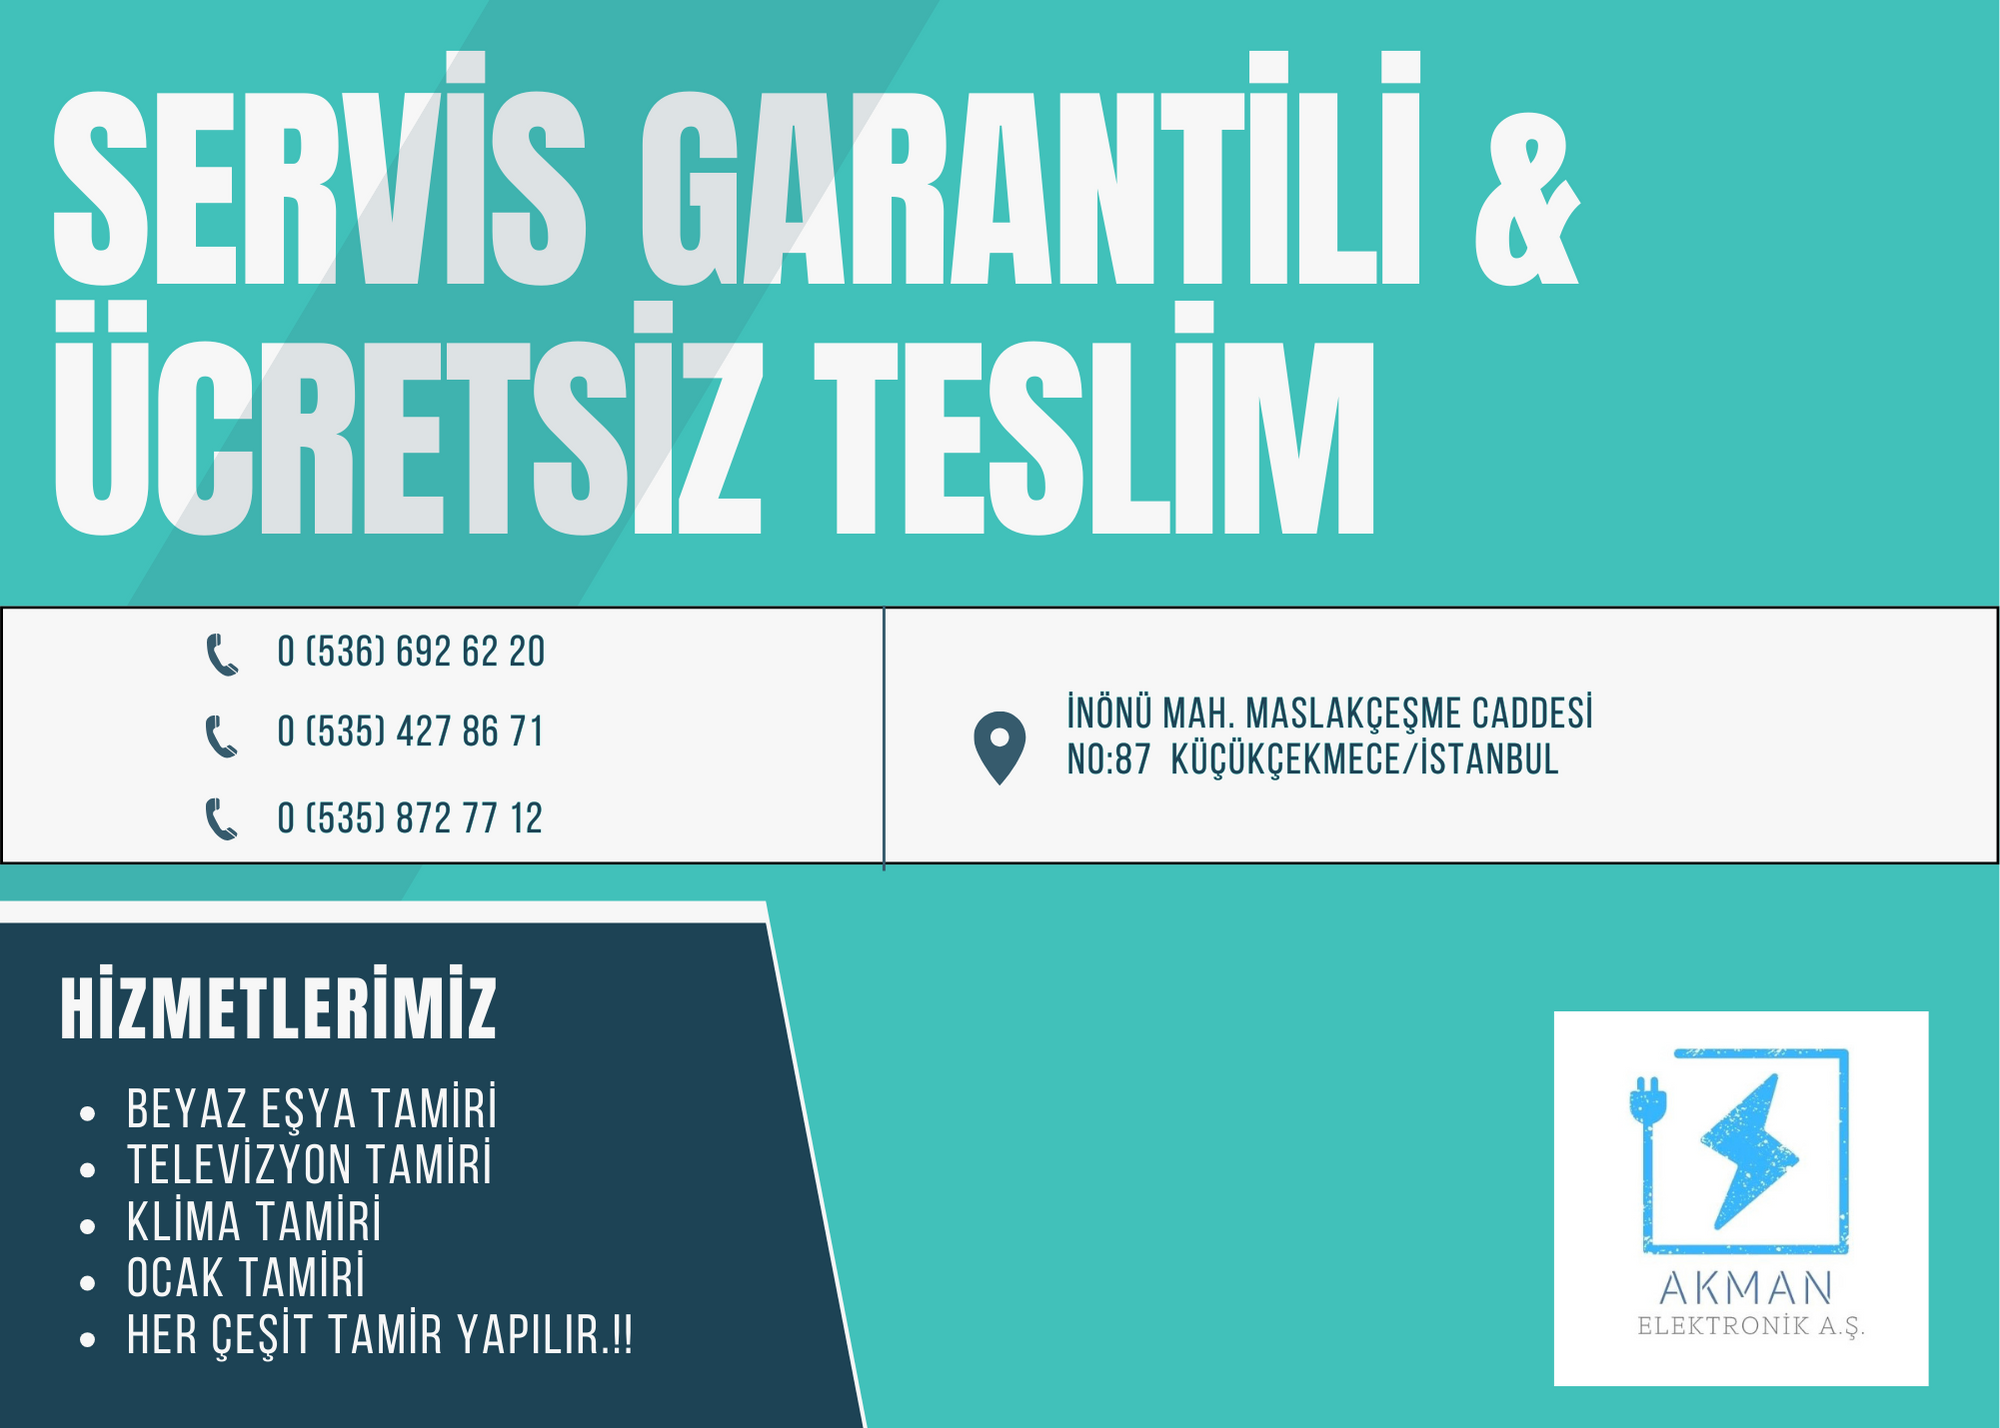 SERVİS GARANTİLİ &
ÜCRETSİZ TESLİM
0 (536) 692 62 20
0 (535) 427 86 71
0 (535) 872 77 12
İNÖNÜ MAH. MASLAKÇEŞME CADDESİ
NO:87 KÜÇÜKÇEKMECE/İSTANBUL
HİZMETLERİMİZ
• BEYAZ EŞYA TAMİRİ
• TELEVİZYON TAMİRİ
• KLİMA TAMİRİ
• OCAK TAMİRİ
• HER ÇEŞİT TAMİR YAPILIR.!!
AKMAN
ELEKTRONİK A.Ş.